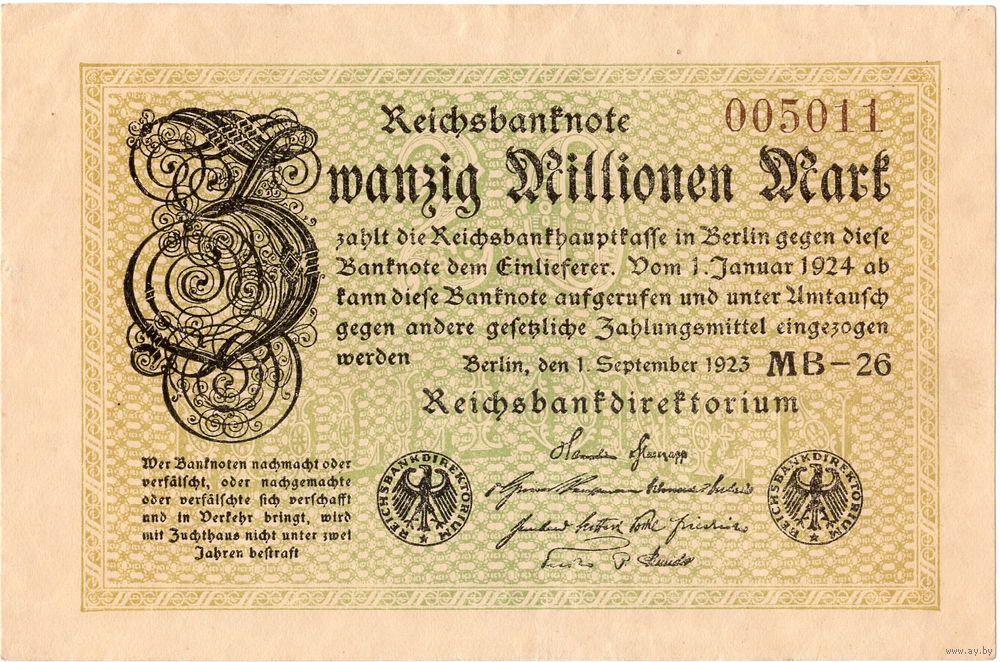 Reichsbanknote
005011
Zwanzig Millionen Mark
zahlt die Reichsbankhauptkasse in Berlin gegen diese
Banknote dem Einlieferer. Vom 1. Januar 1924 ab
kann diese Banknote aufgerufen und unter Umtausch
gegen andere gesetzliche Zahlungsmittel eingezogen
werden
Berlin, den 1. September 1923
MB-26
Reichsbankdirektorium
Wer Banknoten nachmacht oder
verfälscht, oder nachgemachte
oder verfälschte sich verschafft
und in Verkehr bringt, wird
mit Zuchthaus nicht unter zwei
Jahren bestraft
REICHSBANKDIREKTORIUM
REICHSBANKDIREKTORIUM
www.ay.by